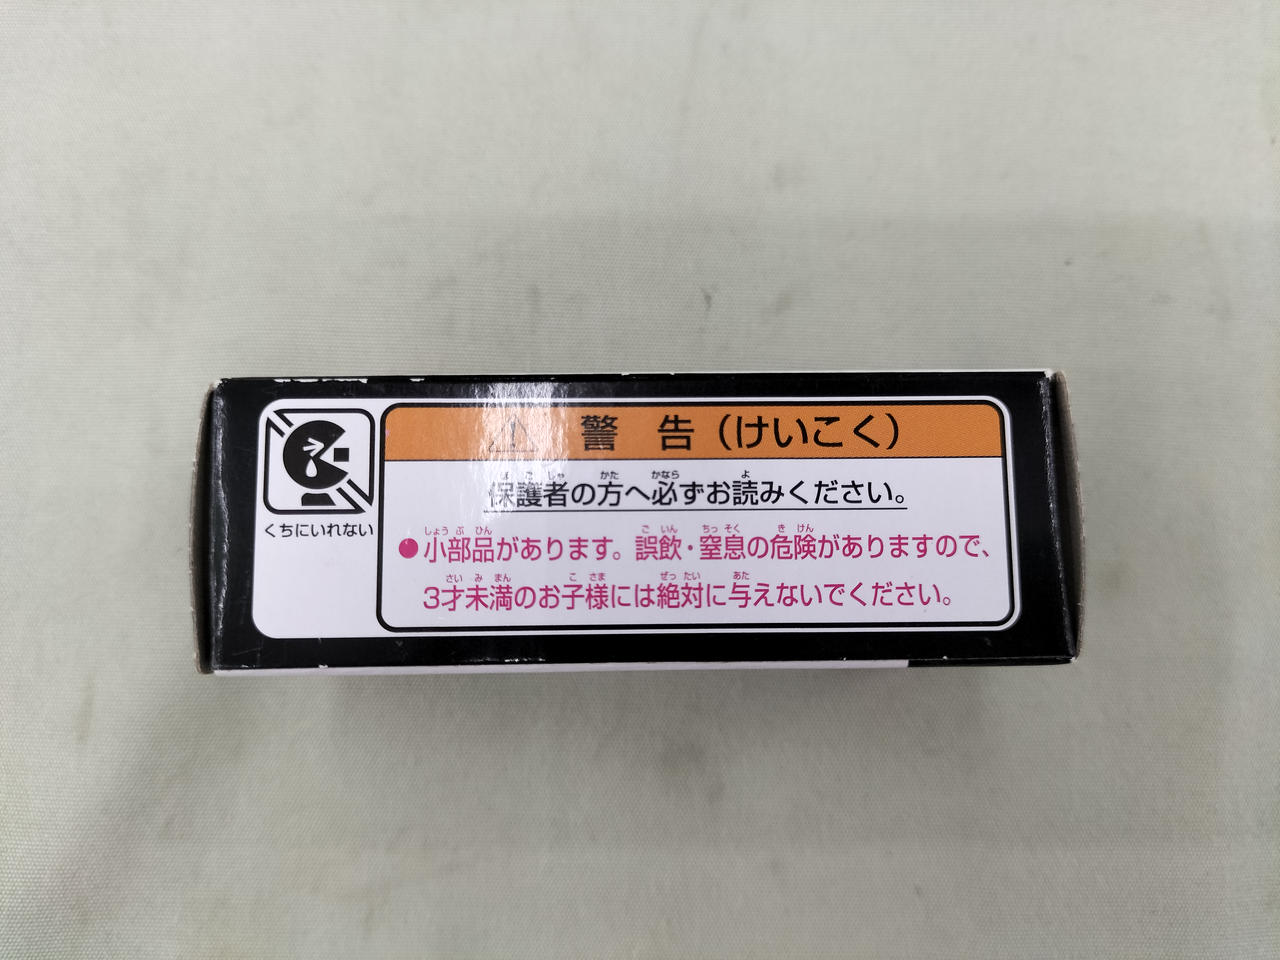 くちにいれない
⚠ 警告（けいこく）
保護者の方へ必ずお読みください。
●小部品があります。誤飲・窒息の危険がありますので、
3才未満のお子様には絶対に与えないでください。